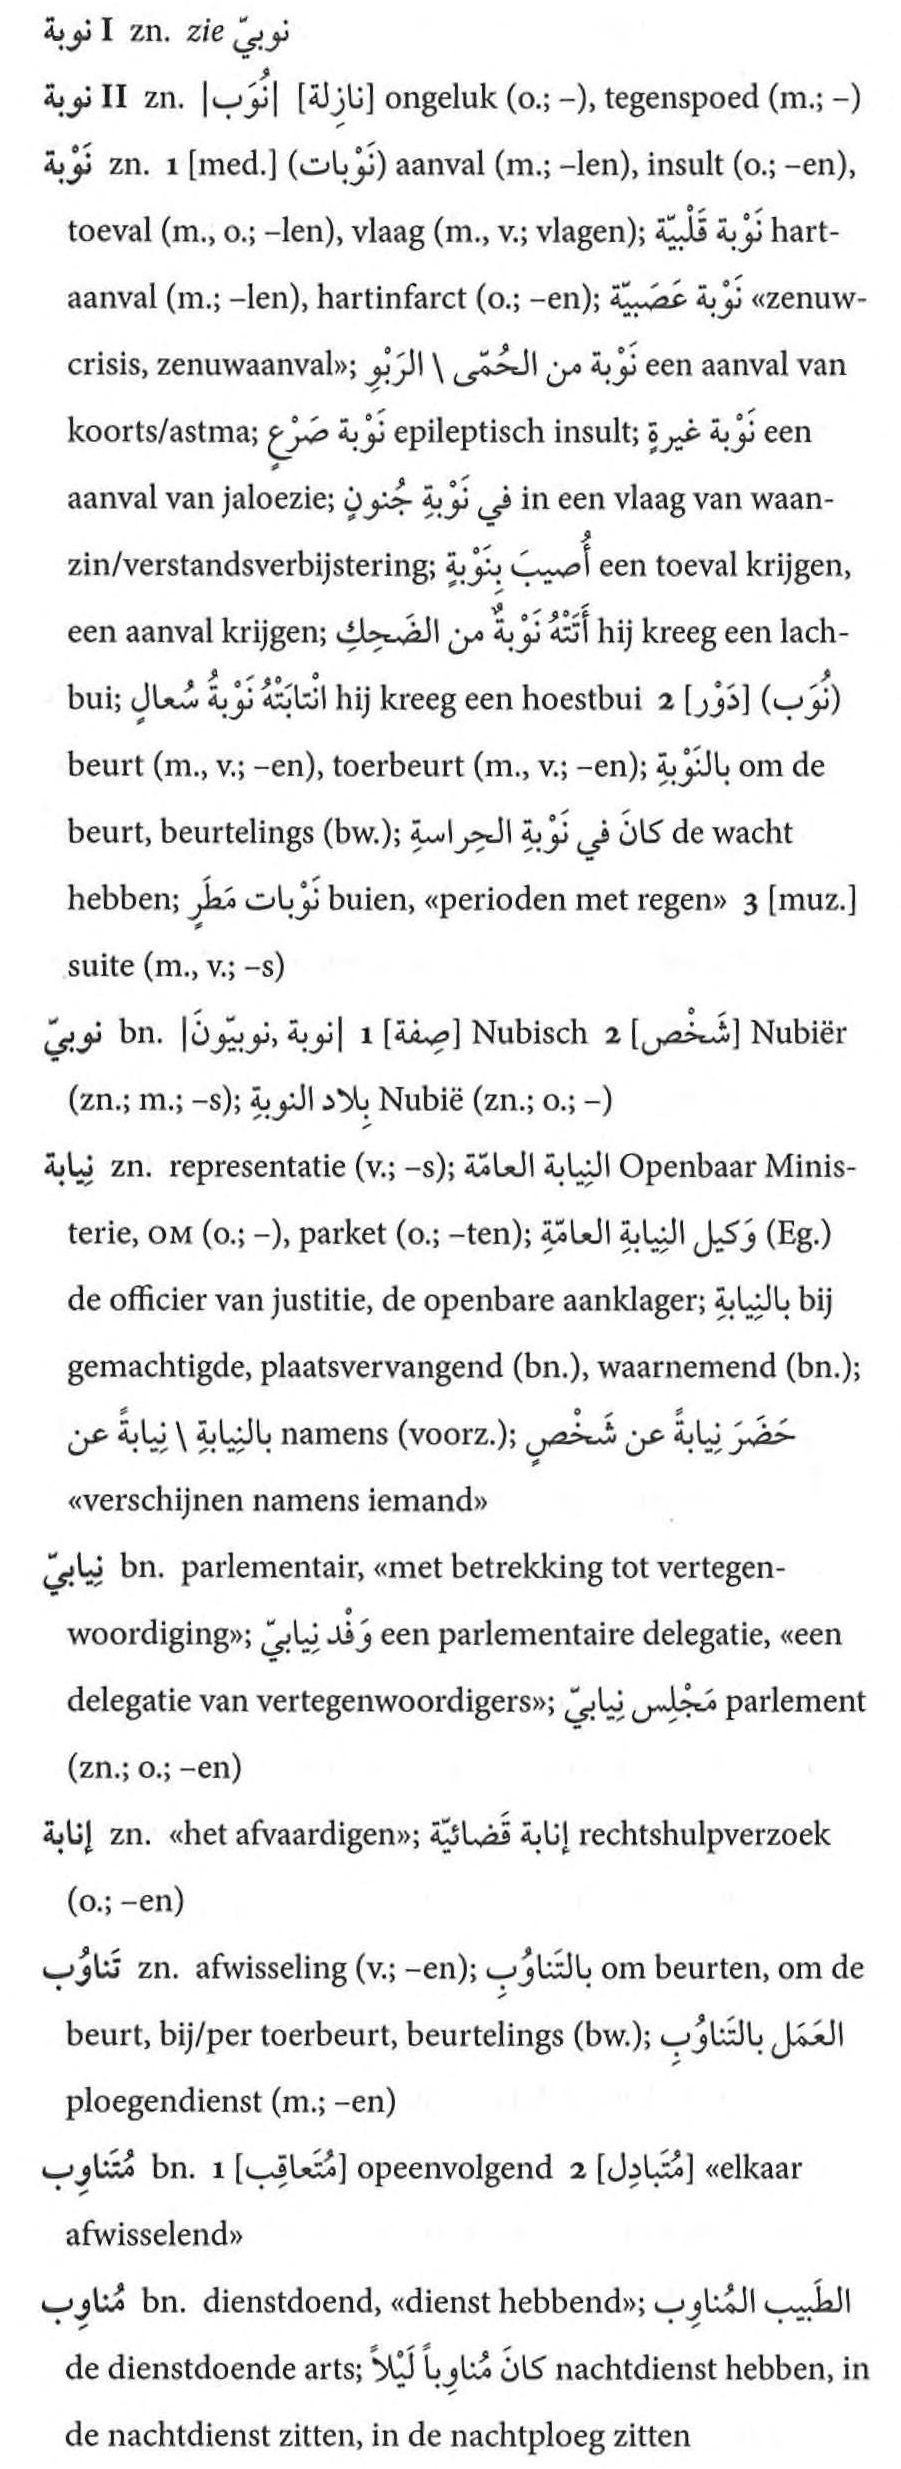 نوبة I zn. zie نوبيّ
نوبة II zn. |نُوَب| [نازِلة] ongeluk (o.; –), tegenspoed (m.; –)
نَوْبة zn. 1 [med.] (نَوْبات) aanval (m.; –len), insult (o.; –en),
toeval (m., o.; –len), vlaag (m., v.; vlagen); نَوْبة قَلْبيّة hart-
aanval (m.; –len), hartinfarct (o.; –en); نَوْبة عَصَبيّة «zenuw-
crisis, zenuwaanval»; نَوْبة من الحُمّى \ الرَبْوِ een aanval van
koorts/astma; نَوْبة صَرْعٍ epileptisch insult; نَوْبة غيرةٍ een
aanval van jaloezie; في نَوْبةِ جُنونٍ in een vlaag van waan-
zin/verstandsverbijstering; أُصيبَ بِنَوْبةٍ een toeval krijgen,
een aanval krijgen; أَتَتْهُ نَوْبةٌ من الضَحِكِ hij kreeg een lach-
bui; انْتابَتْهُ نَوْبةُ سُعالٍ hij kreeg een hoestbui 2 [دَوْر] (نُوَب)
beurt (m., v.; –en), toerbeurt (m., v.; –en); بالنَوْبةِ om de
beurt, beurtelings (bw.); كانَ في نَوْبةِ الحِراسةِ de wacht
hebben; نَوْبات مَطَرٍ buien, «perioden met regen» 3 [muz.]
suite (m., v.; –s)
نوبيّ bn. |نوبة, نوبيّونَ| 1 [صِفة] Nubisch 2 [شَخْص] Nubiër
(zn.; m.; –s); بِلاد النوبةِ Nubië (zn.; o.; –)
نِيابة zn. representatie (v.; –s); النِيابة العامّة Openbaar Minis-
terie, OM (o.; –), parket (o.; –ten); وَكيل النِيابةِ العامّةِ (Eg.)
de officier van justitie, de openbare aanklager; بالنِيابةِ bij
gemachtigde, plaatsvervangend (bn.), waarnemend (bn.);
بالنِيابةِ \ نِيابةً عن namens (voorz.); حَضَرَ نِيابةً عن شَخْصٍ
«verschijnen namens iemand»
نِيابيّ bn. parlementair, «met betrekking tot vertegen-
woordiging»; وَفْد نِيابيّ een parlementaire delegatie, «een
delegatie van vertegenwoordigers»; مَجْلِس نِيابيّ parlement
(zn.; o.; –en)
إنابة zn. «het afvaardigen»; إنابة قَضائيّة rechtshulpverzoek
(o.; –en)
تَناوُب zn. afwisseling (v.; –en); بالتَناوُبِ om beurten, om de
beurt, bij/per toerbeurt, beurtelings (bw.); العَمَل بالتَناوُبِ
ploegendienst (m.; –en)
مُتَناوِب bn. 1 [مُتَعاقِب] opeenvolgend 2 [مُتَبادِل] «elkaar
afwisselend»
مُناوِب bn. dienstdoend, «dienst hebbend»; الطَبيب المُناوِب
de dienstdoende arts; كانَ مُناوِباً لَيْلاً nachtdienst hebben, in
de nachtdienst zitten, in de nachtploeg zitten